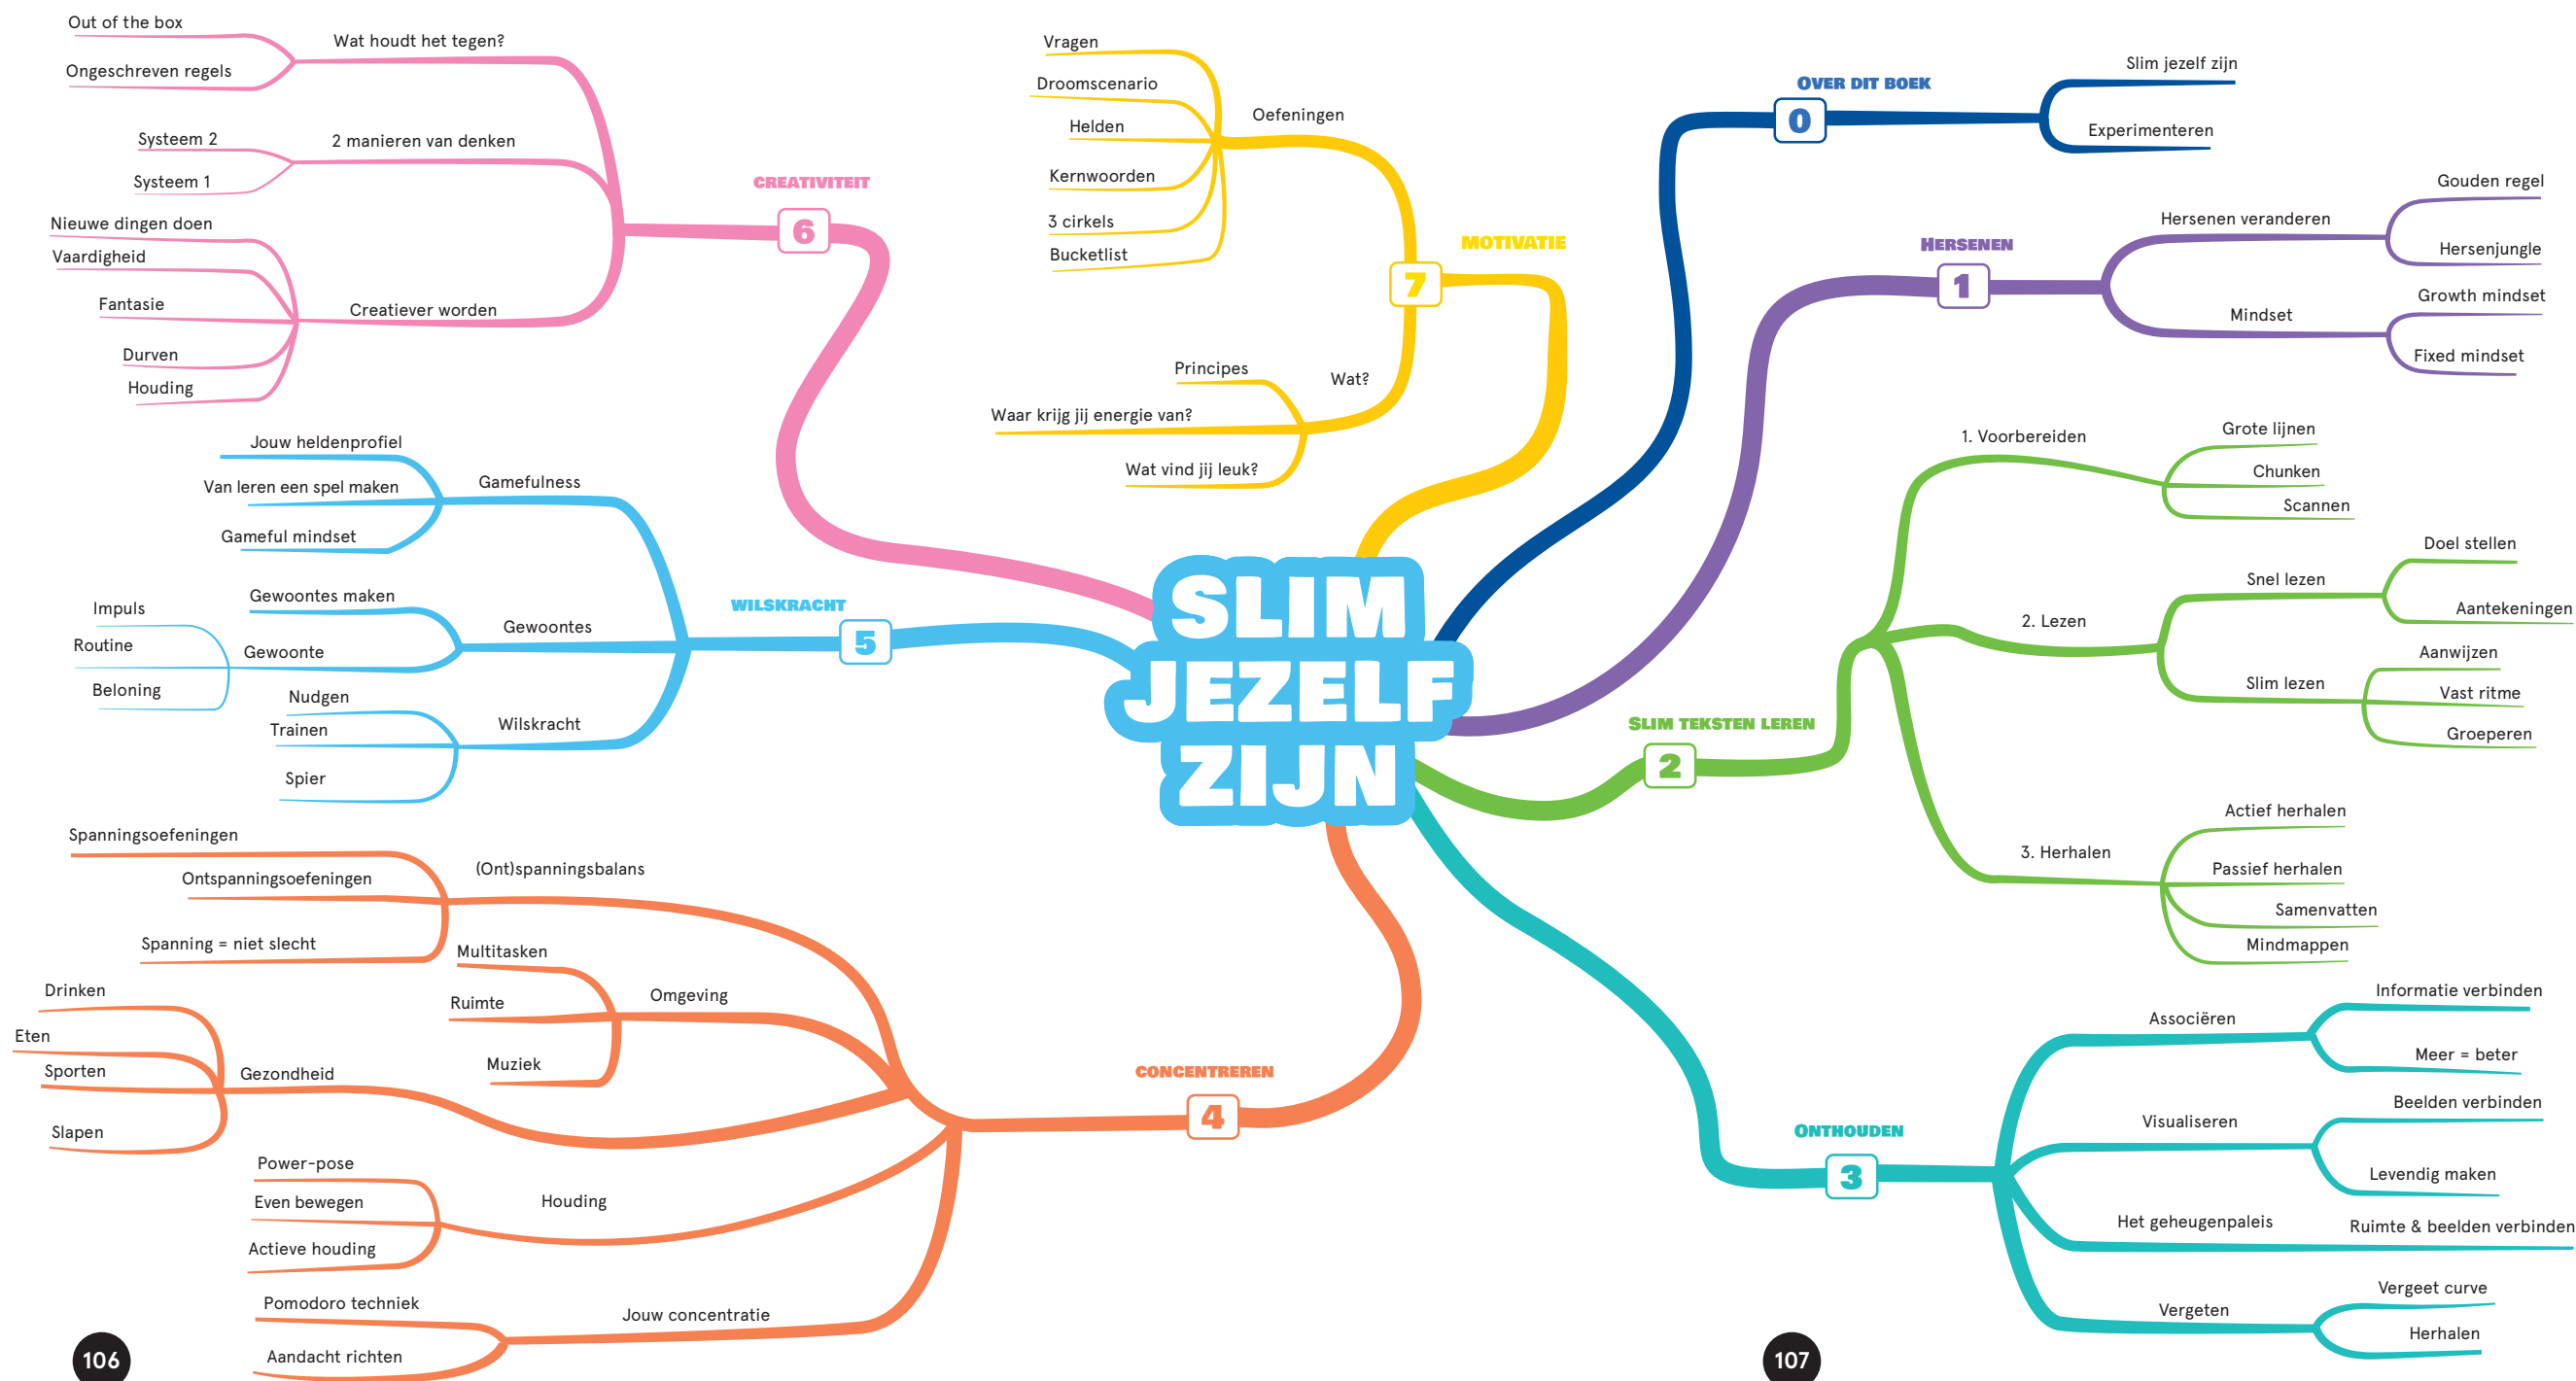 SLIM
JEZELF
ZIJN
OVER DIT BOEK
0
Slim jezelf zijn
Experimenteren
HERSENEN
1
Hersenen veranderen
Gouden regel
Hersenjungle
Mindset
Growth mindset
Fixed mindset
SLIM TEKSTEN LEREN
2
1. Voorbereiden
Grote lijnen
Chunken
Scannen
2. Lezen
Snel lezen
Doel stellen
Aantekeningen
Slim lezen
Aanwijzen
Vast ritme
Groeperen
3. Herhalen
Actief herhalen
Passief herhalen
Samenvatten
Mindmappen
ONTHOUDEN
3
Associëren
Informatie verbinden
Meer = beter
Visualiseren
Beelden verbinden
Levendig maken
Het geheugenpaleis
Ruimte & beelden verbinden
Vergeten
Vergeet curve
Herhalen
CONCENTREREN
4
(Ont)spanningsbalans
Spanningsoefeningen
Ontspanningsoefeningen
Spanning = niet slecht
Omgeving
Multitasken
Ruimte
Muziek
Gezondheid
Drinken
Eten
Sporten
Slapen
Houding
Power-pose
Even bewegen
Actieve houding
Jouw concentratie
Pomodoro techniek
Aandacht richten
WILSKRACHT
5
Gamefulness
Jouw heldenprofiel
Van leren een spel maken
Gameful mindset
Gewoontes
Gewoontes maken
Gewoonte
Impuls
Routine
Beloning
Wilskracht
Nudgen
Trainen
Spier
CREATIVITEIT
6
Wat houdt het tegen?
Out of the box
Ongeschreven regels
2 manieren van denken
Systeem 2
Systeem 1
Creatiever worden
Nieuwe dingen doen
Vaardigheid
Fantasie
Durven
Houding
MOTIVATIE
7
Oefeningen
Vragen
Droomscenario
Helden
Kernwoorden
3 cirkels
Bucketlist
Wat?
Principes
Waar krijg jij energie van?
Wat vind jij leuk?
106
107